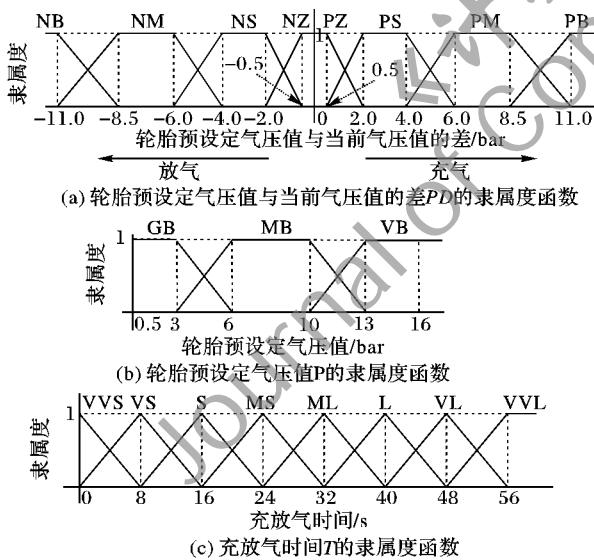 NB NM NS NZ PZ PS PM PB
1
隶属度
-0.5 0.5
-11.0 -8.5 -6.0 -4.0 -2.0 0 2.0 4.0 6.0 8.5 11.0
轮胎预设定气压值与当前气压值的差/bar
放气 充气
(a) 轮胎预设定气压值与当前气压值的差PD的隶属度函数
GB MB VB
1
隶属度
0.5 3 6 10 13 16
轮胎预设定气压值/bar
(b) 轮胎预设定气压值P的隶属度函数
VVS VS S MS ML L VL VVL
1
隶属度
0 8 16 24 32 40 48 56
充放气时间/s
(c) 充放气时间T的隶属度函数
Journal of Com